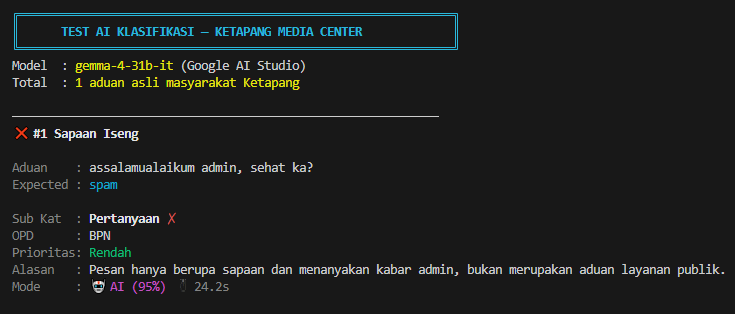 TEST AI KLASIFIKASI — KETAPANG MEDIA CENTER
Model : gemma-4-31b-it (Google AI Studio)
Total : 1 aduan asli masyarakat Ketapang
❌ #1 Sapaan Iseng
Aduan : assalamualaikum admin, sehat ka?
Expected : spam
Sub Kat : Pertanyaan ✗
OPD : BPN
Prioritas: Rendah
Alasan : Pesan hanya berupa sapaan dan menanyakan kabar admin, bukan merupakan aduan layanan publik.
Mode : 🤖 AI (95%) ⏱ 24.2s